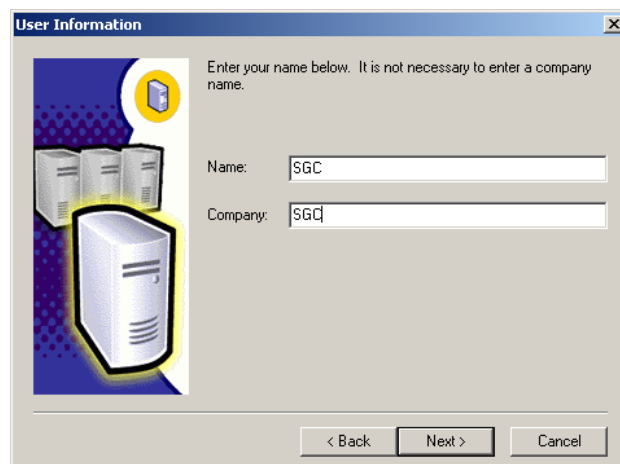 User Information
Enter your name below. It is not necessary to enter a company
name.
Name: SGC
Company: SGC
< Back Next > Cancel